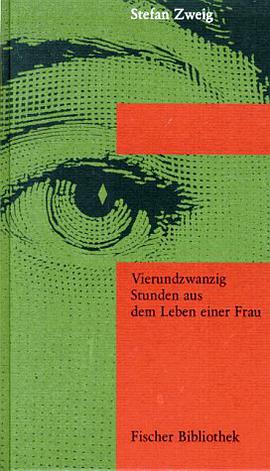 Stefan Zweig
Vierundzwanzig
Stunden aus
dem Leben einer Frau
Fischer Bibliothek